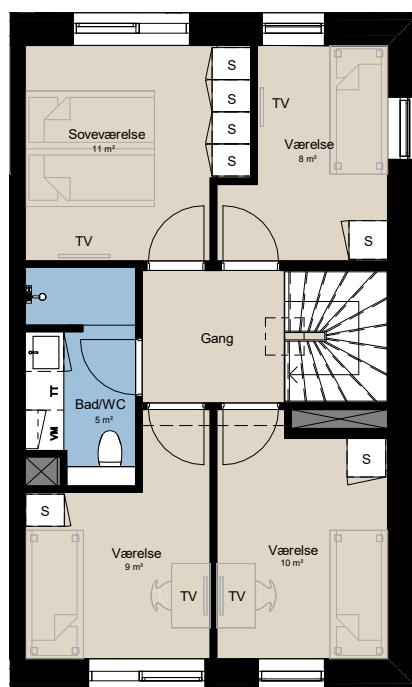 S
S
S
S
TV
Soveværelse
11 m²
Værelse
8 m²
TV
S
Gang
TT
Bad/WC
5 m²
VM
S
S
Værelse
9 m²
Værelse
10 m²
TV
TV